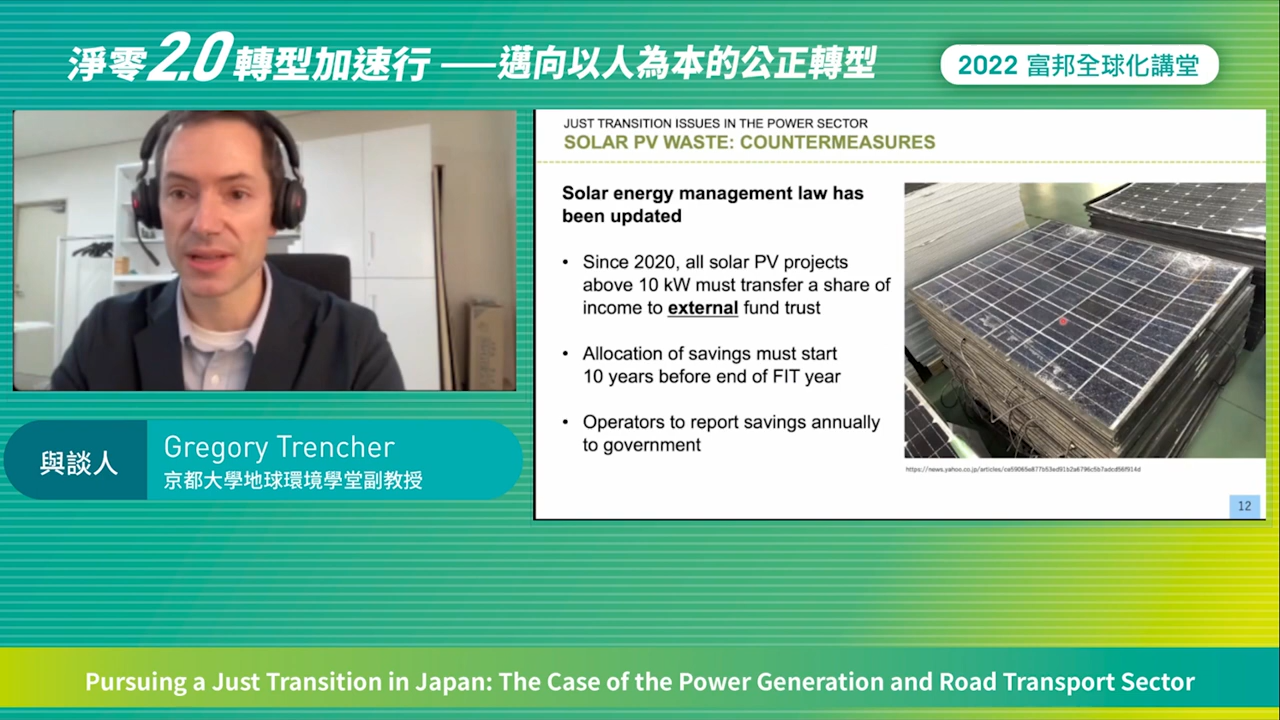 淨零2.0轉型加速行——邁向以人為本的公正轉型
2022 富邦全球化講堂
JUST TRANSITION ISSUES IN THE POWER SECTOR
SOLAR PV WASTE: COUNTERMEASURES
Solar energy management law has
been updated
• Since 2020, all solar PV projects
above 10 kW must transfer a share of
income to external fund trust
• Allocation of savings must start
10 years before end of FIT year
• Operators to report savings annually
to government
12
與談人
Gregory Trencher
京都大學地球環境學堂副教授
Pursuing a Just Transition in Japan: The Case of the Power Generation and Road Transport Sector